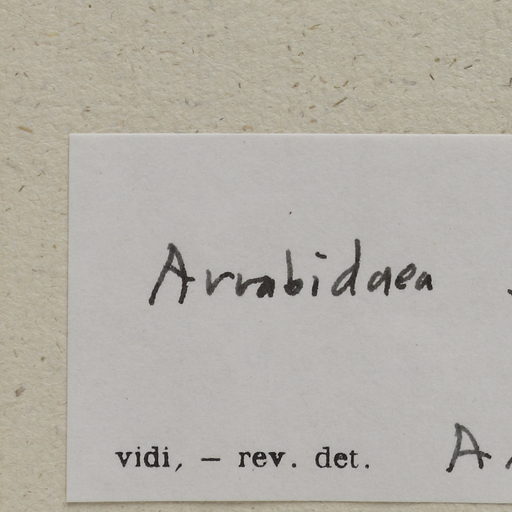 Arrabidaea
vidi, — rev. det. A